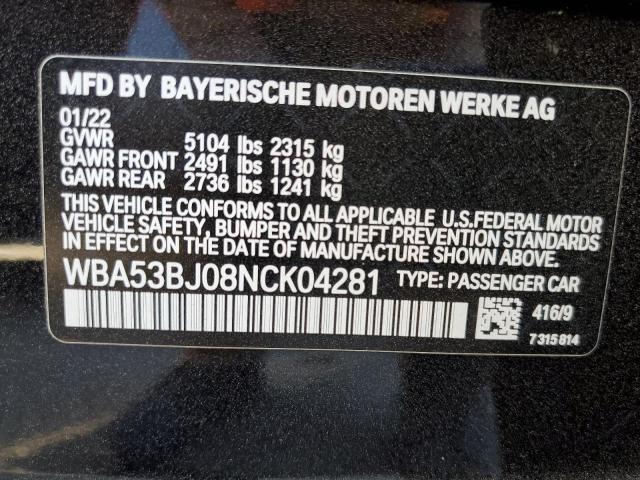 MFD BY BAYERISCHE MOTOREN WERKE AG
01/22
GVWR 5104 lbs 2315 kg
GAWR FRONT 2491 lbs 1130 kg
GAWR REAR 2736 lbs 1241 kg
THIS VEHICLE CONFORMS TO ALL APPLICABLE U.S.FEDERAL MOTOR
VEHICLE SAFETY, BUMPER AND THEFT PREVENTION STANDARDS
IN EFFECT ON THE DATE OF MANUFACTURE SHOWN ABOVE.
WBA53BJ08NCK04281 TYPE: PASSENGER CAR
416/9
7315814